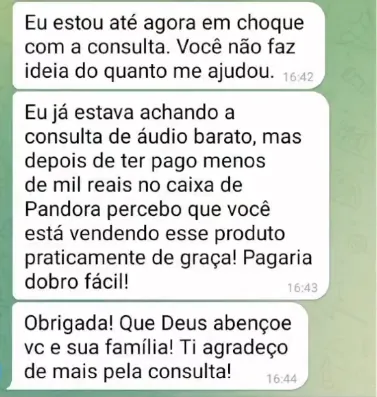 Eu estou até agora em choque
com a consulta. Você não faz
ideia do quanto me ajudou. 16:42
Eu já estava achando a
consulta de áudio barato, mas
depois de ter pago menos
de mil reais no caixa de
Pandora percebo que você
está vendendo esse produto
praticamente de graça! Pagaria
dobro fácil! 16:43
Obrigada! Que Deus abençoe
vc e sua família! Ti agradeço
de mais pela consulta! 16:44